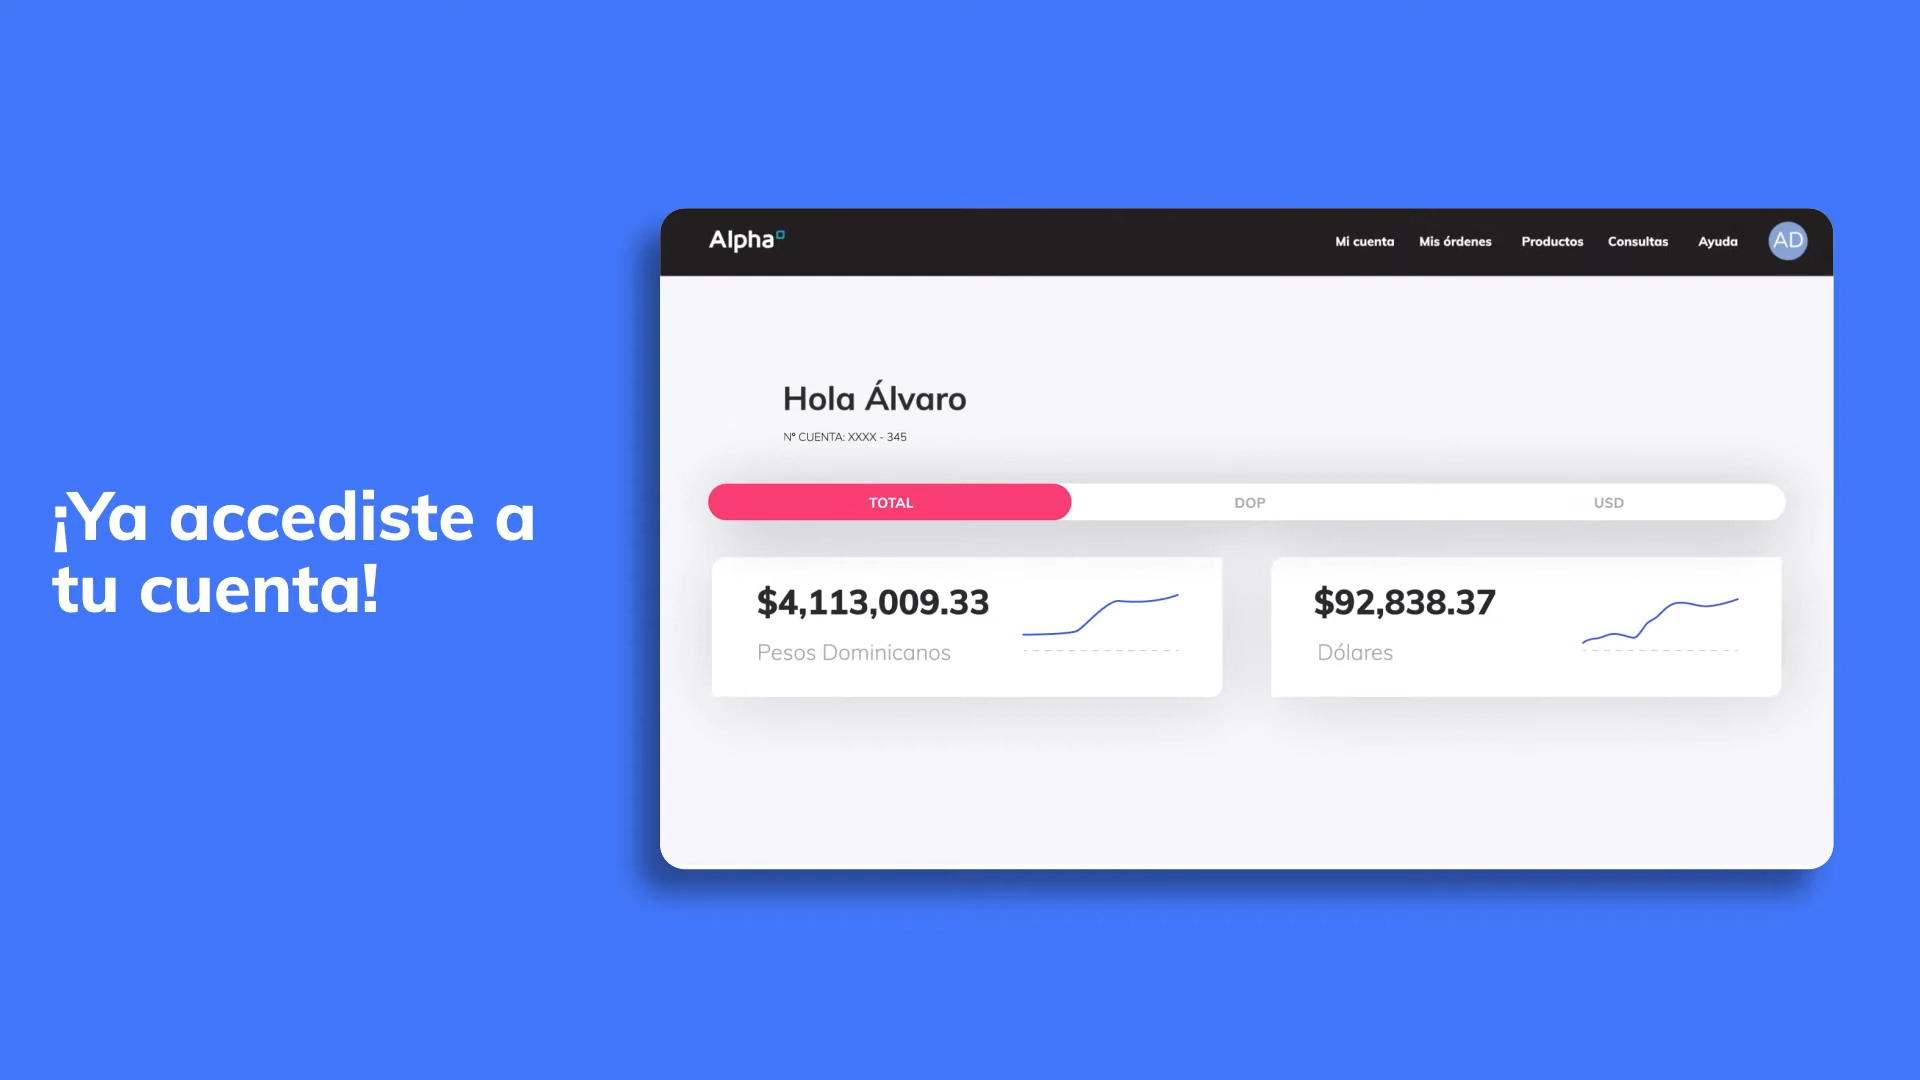 ¡Ya accediste a
tu cuenta!
Alpha
Mi cuenta Mis órdenes Productos Consultas Ayuda AD
Hola Álvaro
Nº CUENTA: XXXX - 345
TOTAL DOP USD
$4,113,009.33
Pesos Dominicanos
$92,838.37
Dólares